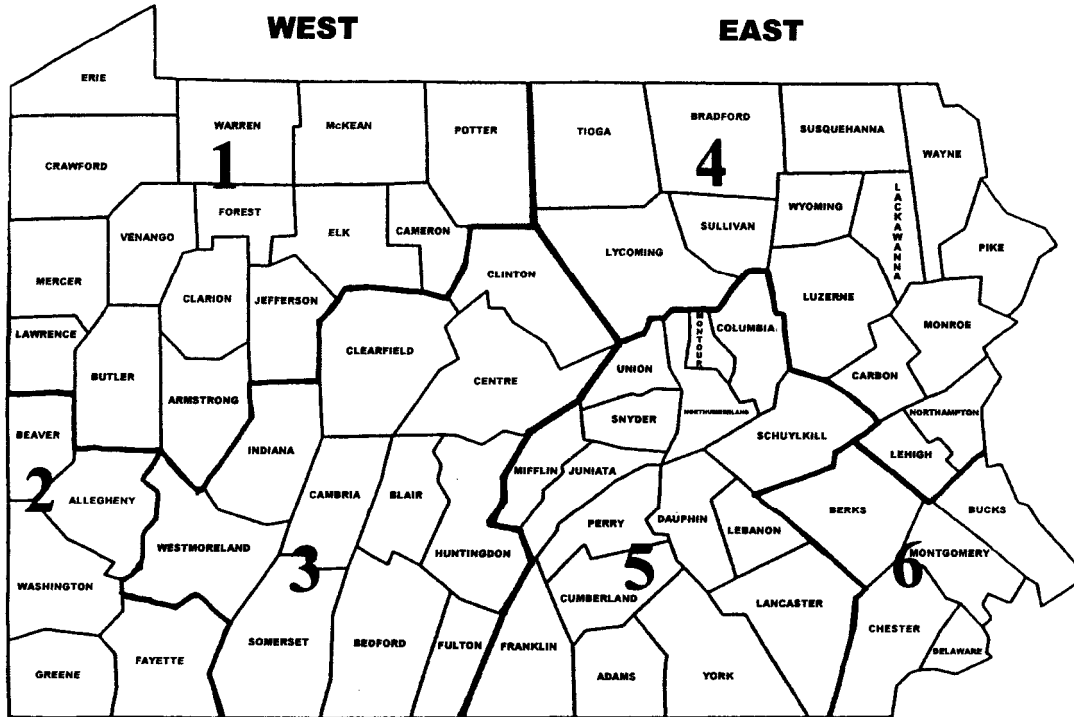 WEST EAST
ERIE
WARREN McKEAN POTTER TIOGA BRADFORD SUSQUEHANNA
CRAWFORD 1 4 WAYNE
LACKAWANNA
FOREST WYOMING
VENANGO ELK CAMERON SULLIVAN
LYCOMING PIKE
MERCER CLINTON
CLARION JEFFERSON LUZERNE
LAWRENCE MONTOUR COLUMBIA MONROE
CLEARFIELD
BUTLER CENTRE UNION CARBON
ARMSTRONG
BEAVER SNYDER NORTHUMBERLAND NORTHAMPTON
INDIANA SCHUYLKILL
LEHIGH
2 ALLEGHENY CAMBRIA BLAIR MIFFLIN JUNIATA
BERKS BUCKS
WESTMORELAND PERRY DAUPHIN LEBANON
HUNTINGDON MONTGOMERY
WASHINGTON 3 5 6
CUMBERLAND LANCASTER
CHESTER
SOMERSET BEDFORD FULTON FRANKLIN
DELAWARE
GREENE FAYETTE ADAMS YORK